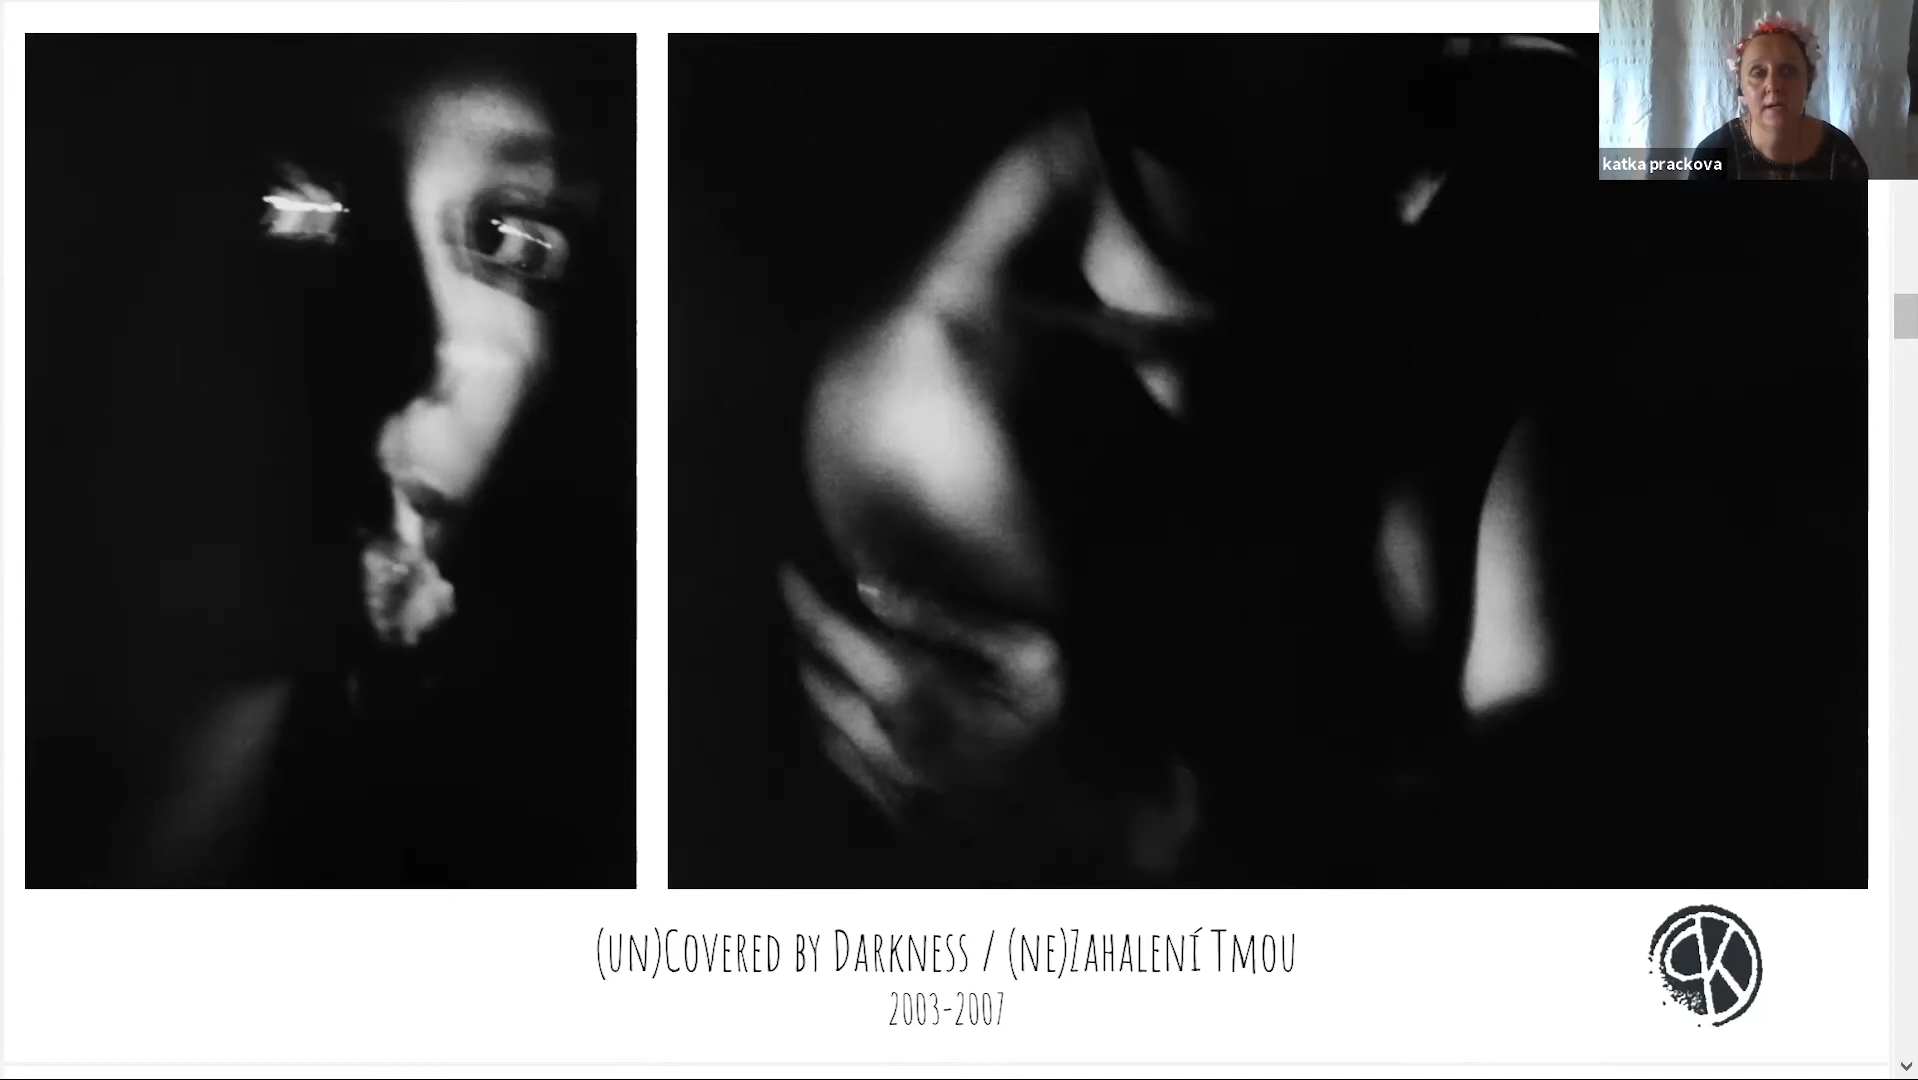 katka prackova
(un)Covered by Darkness / (ne)Zahalení Tmou
2003-2007